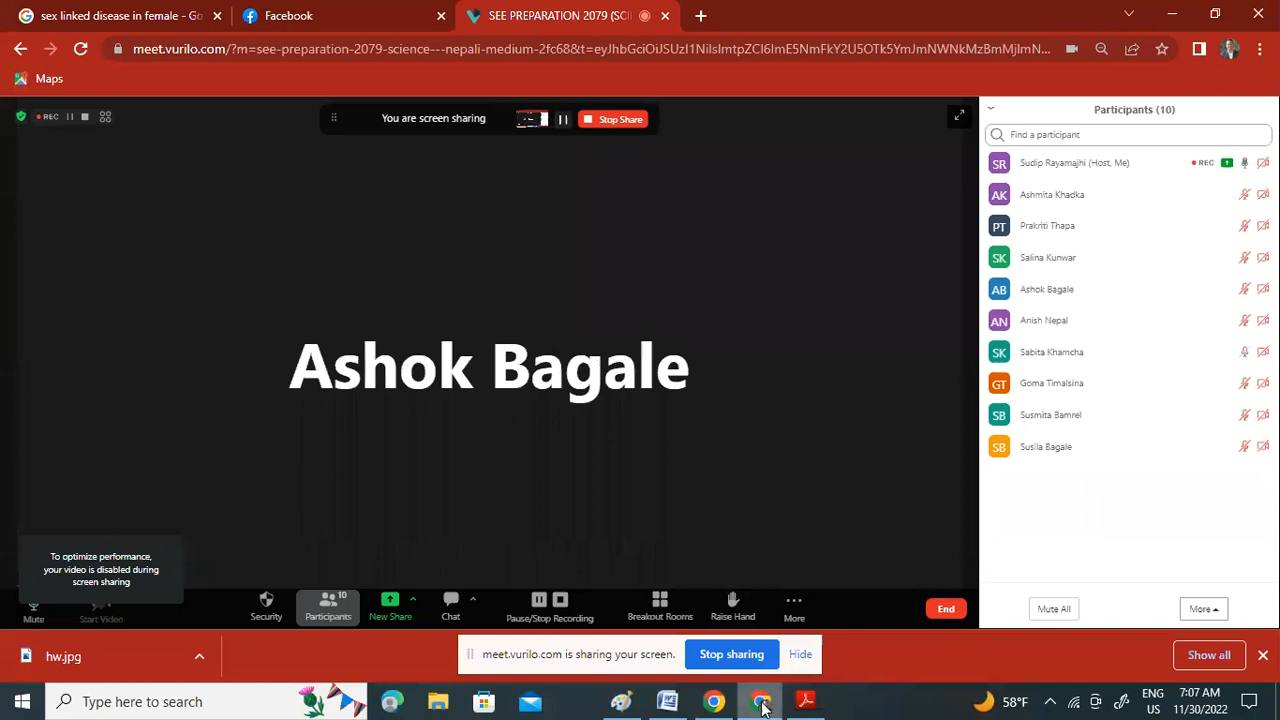 sex linked disease in female - Go
Facebook
SEE PREPARATION 2079 (SCI
meet.vurilo.com/?m=see-preparation-2079-science---nepali-medium-2fc68&t=eyJhbGciOiJSUzI1NiIsImtpZCI6ImE5NmFkY2U5OTk5YmJmNWNkMzBmMjlmN...
Maps
REC
You are screen sharing
Stop Share
Participants (10)
Find a participant
SR Sudip Rayamajhi (Host, Me) REC
AK Ashmita Khadka
PT Prakriti Thapa
SK Salina Kunwar
AB Ashok Bagale
AN Anish Nepal
SK Sabita Khamcha
GT Goma Timalsina
SB Susmita Bamrel
SB Susila Bagale
Ashok Bagale
To optimize performance,
your video is disabled during
screen sharing
Mute
Start Video
Security
10
Participants
New Share
Chat
Pause/Stop Recording
Breakout Rooms
Raise Hand
More
End
Mute All
More
hw.jpg
meet.vurilo.com is sharing your screen.
Stop sharing
Hide
Show all
Type here to search
58°F
ENG
US
7:07 AM
11/30/2022